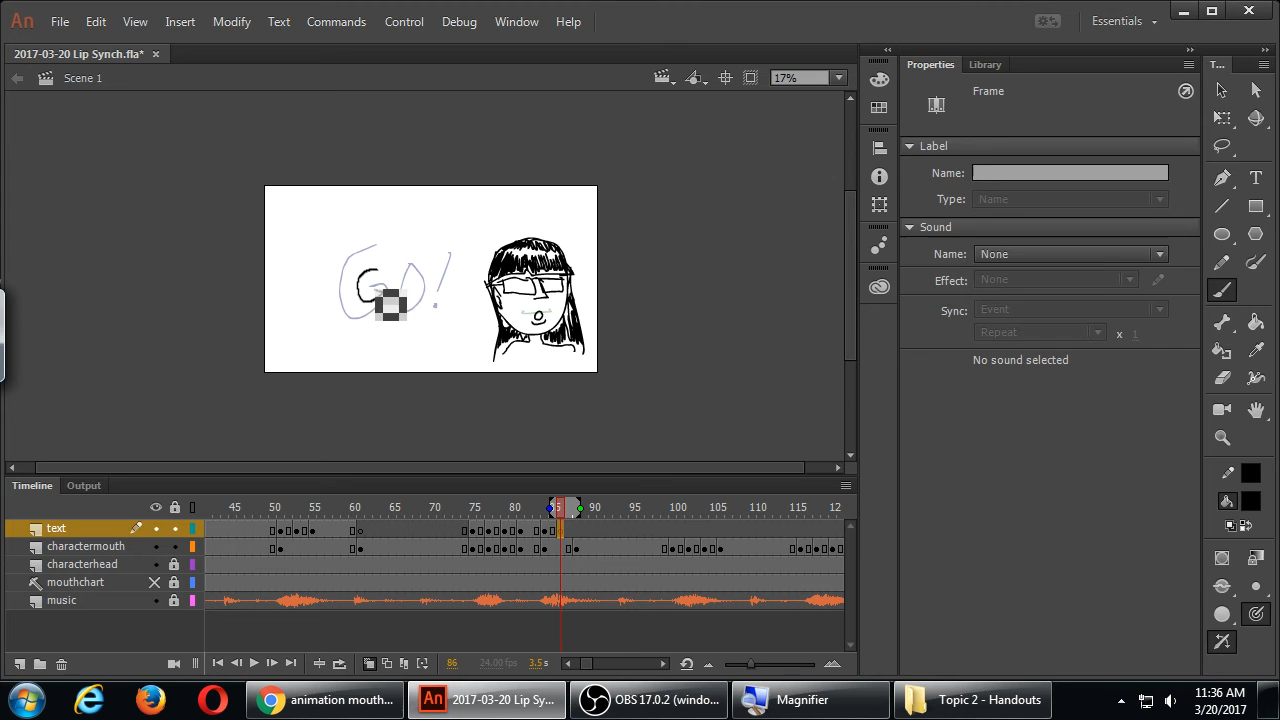 An File Edit View Insert Modify Text Commands Control Debug Window Help Essentials
2017-03-20 Lip Synch.fla* ×
Scene 1 17%
Properties Library T...
Frame
Label
Name:
Type: Name
Sound
Name: None
Effect: None
Sync: Event
Repeat x 1
No sound selected
GO!
Timeline Output
45 50 55 60 65 70 75 80 90 95 100 105 110 115 12
text
charactermouth
characterhead
mouthchart
music
86 24.00 fps 3.5 s
animation mouth... An 2017-03-20 Lip Sy... OBS 17.0.2 (windo... Magnifier Topic 2 - Handouts
11:36 AM
3/20/2017